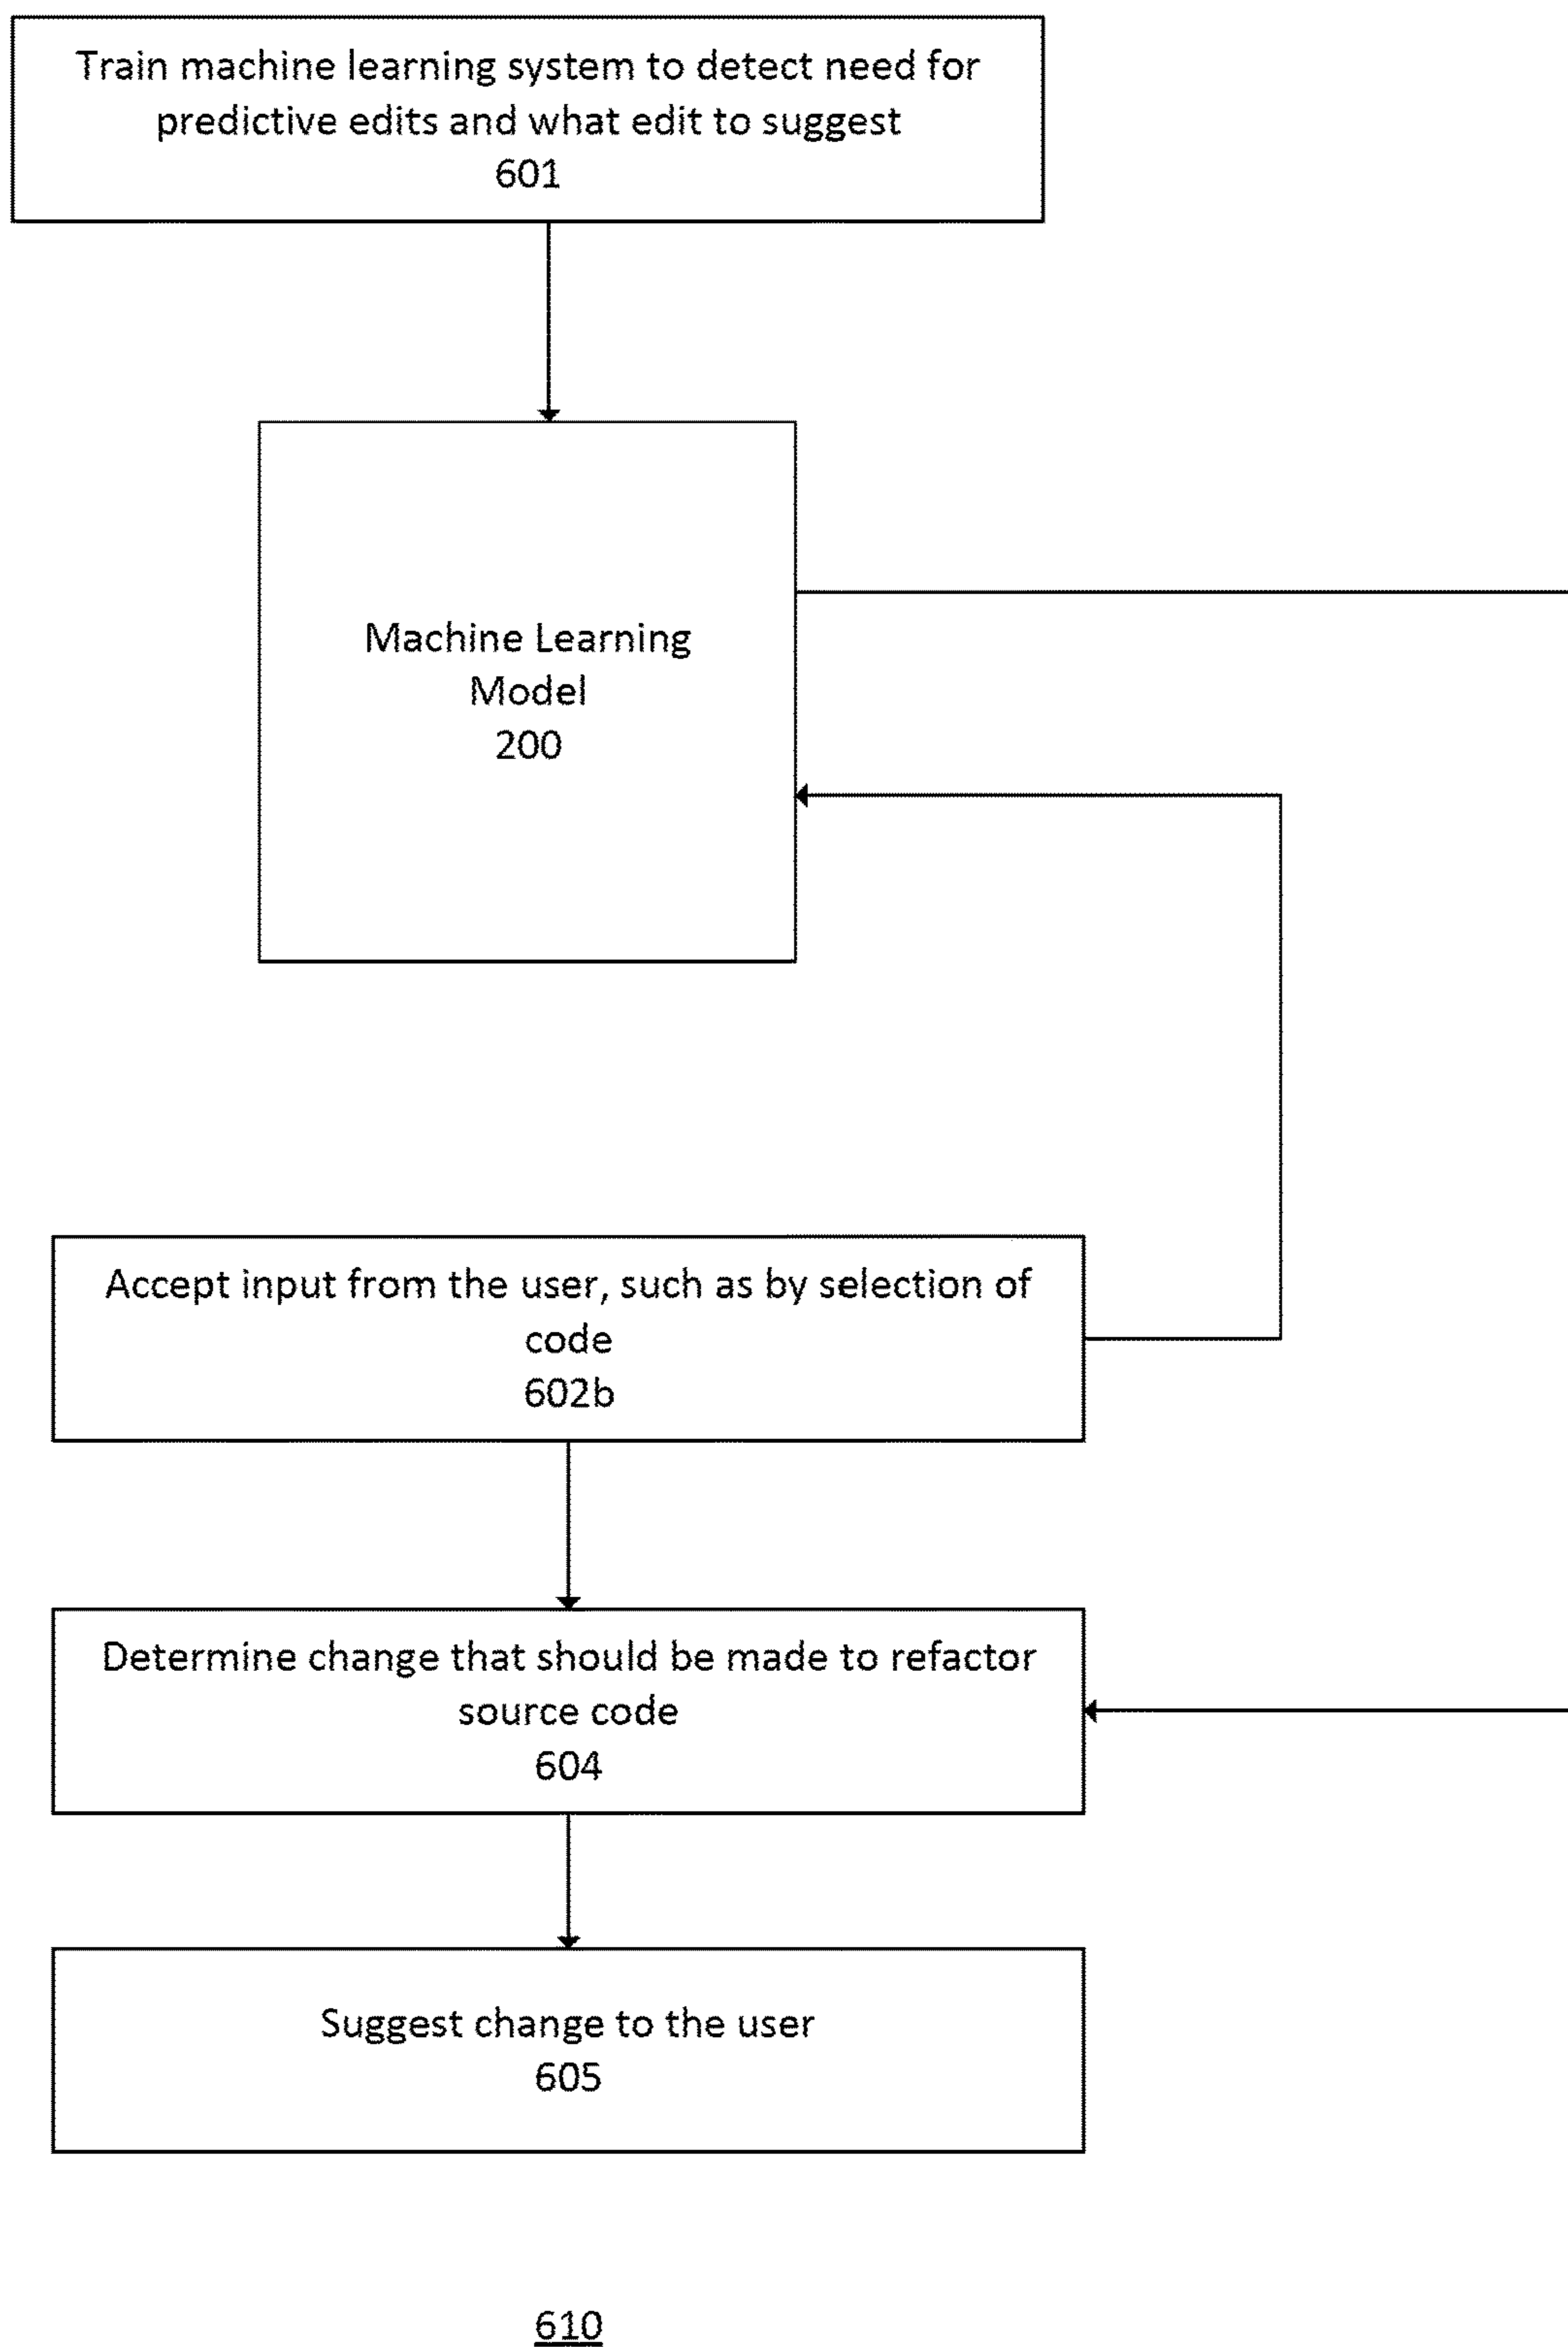 Train machine learning system to detect need for
predictive edits and what edit to suggest
601
Machine Learning
Model
200
Accept input from the user, such as by selection of
code
602b
Determine change that should be made to refactor
source code
604
Suggest change to the user
605
610